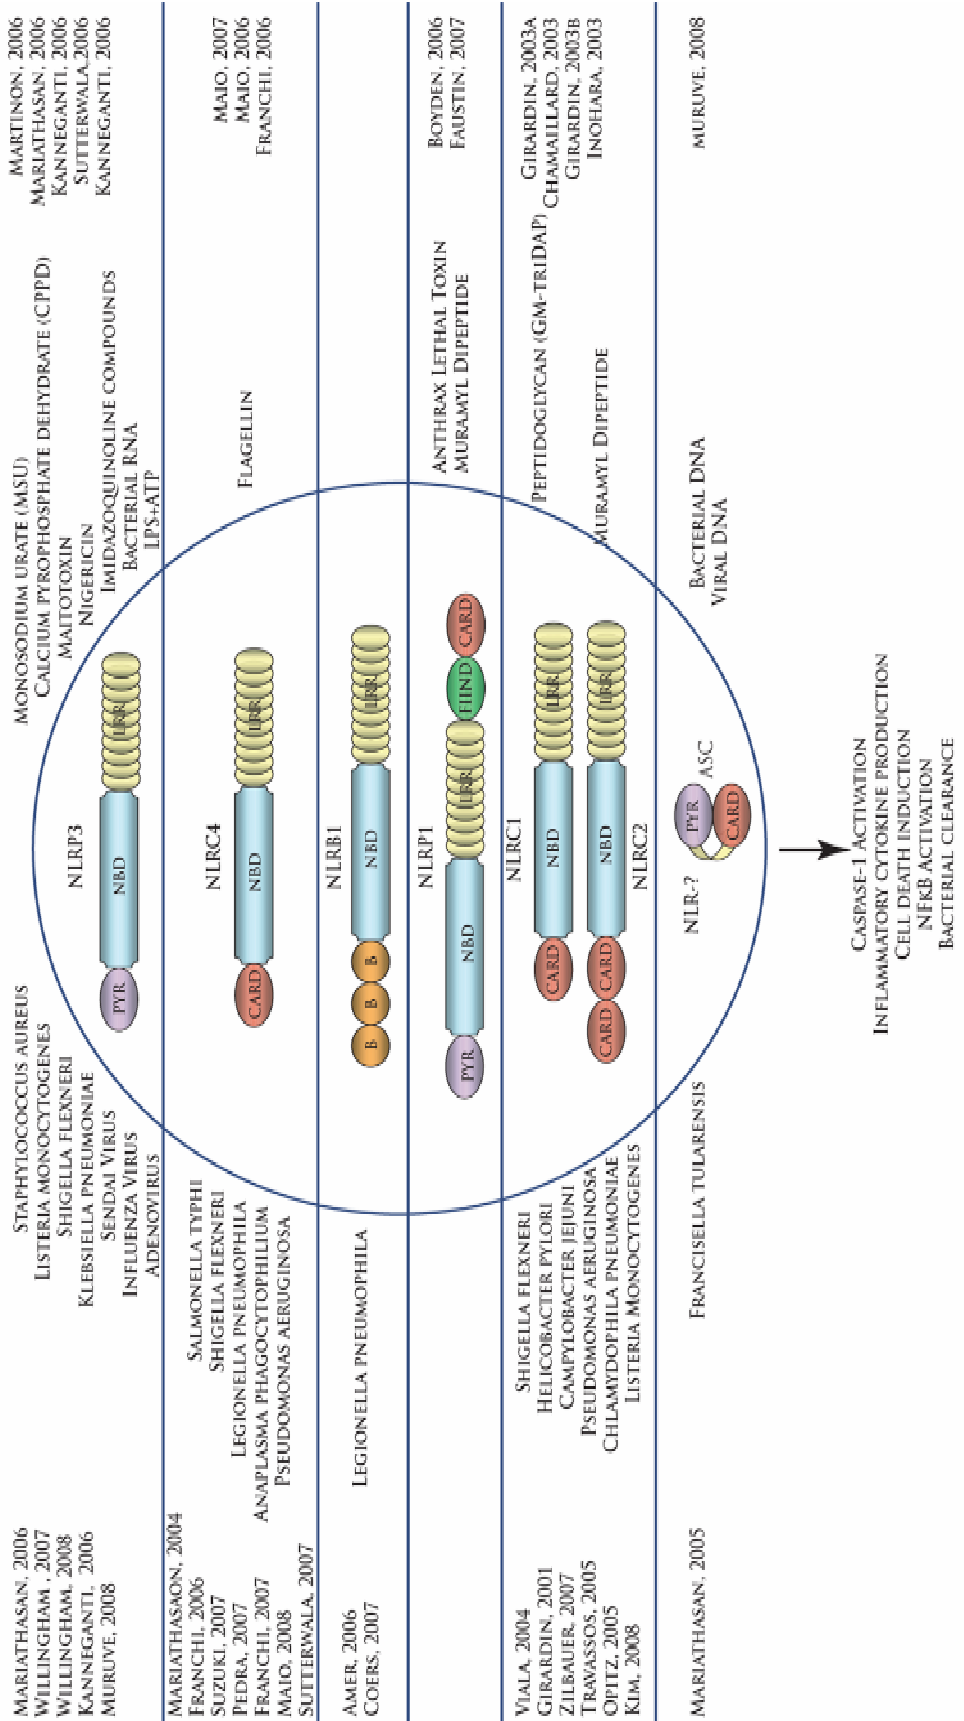 MARIATHASAN, 2006
WILLINGHAM, 2007
WILLINGHAM, 2008
KANNEGANTI, 2006
MURUVE, 2008
STAPHYLOCOCCUS AUREUS
LISTERIA MONOCYTOGENES
SHIGELLA FLEXNERI
KLEBSIELLA PNEUMONIAE
SENDAI VIRUS
INFLUENZA VIRUS
ADENOVIRUS
NLRP3
PYR NBD LRR
MONOSODIUM URATE (MSU)
CALCIUM PYROPHOSPHATE DEHYDRATE (CPPD)
MAITOTOXIN
NIGERICIN
IMIDAZOQUINOLINE COMPOUNDS
BACTERIAL RNA
LPS+ATP
MARTINON, 2006
MARIATHASAN, 2006
KANNEGANTI, 2006
SUTTERWALA, 2006
KANNEGANTI, 2006
MARIATHASAON, 2004
FRANCHI, 2006
SUZUKI, 2007
PEDRA, 2007
FRANCHI, 2007
MAIO, 2008
SUTTERWALA, 2007
SALMONELLA TYPHI
SHIGELLA FLEXNERI
LEGIONELLA PNEUMOPHILA
ANAPLASMA PHAGOCYTOPHILIUM
PSEUDOMONAS AERUGINOSA
NLRC4
CARD NBD LRR
FLAGELLIN
MAIO, 2007
MAIO, 2006
FRANCHI, 2006
AMER, 2006
COERS, 2007
LEGIONELLA PNEUMOPHILA
NLRB1
B B B NBD LRR
NLRP1
PYR NBD LRR FIIND CARD
ANTHRAX LETHAL TOXIN
MURAMYL DIPEPTIDE
BOYDEN, 2006
FAUSTIN, 2007
VIALA, 2004
GIRARDIN, 2001
ZILBAUER, 2007
TRAVASSOS, 2005
OPITZ, 2005
KIM, 2008
SHIGELLA FLEXNERI
HELICOBACTER PYLORI
CAMPYLOBACTER JEJUNI
PSEUDOMONAS AERUGINOSA
CHLAMYDOPHILA PNEUMONIAE
LISTERIA MONOCYTOGENES
NLRC1
CARD NBD LRR
CARD CARD NBD LRR
NLRC2
PEPTIDOGLYCAN (GM-TRIDAP)
MURAMYL DIPEPTIDE
GIRARDIN, 2003A
CHAMAILLARD, 2003
GIRARDIN, 2003B
INOHARA, 2003
MARIATHASAN, 2005
FRANCISELLA TULARENSIS
NLR-?
PYR
ASC
CARD
BACTERIAL DNA
VIRAL DNA
MURUVE, 2008
CASPASE-1 ACTIVATION
INFLAMMATORY CYTOKINE PRODUCTION
CELL DEATH INDUCTION
NFKB ACTIVATION
BACTERIAL CLEARANCE